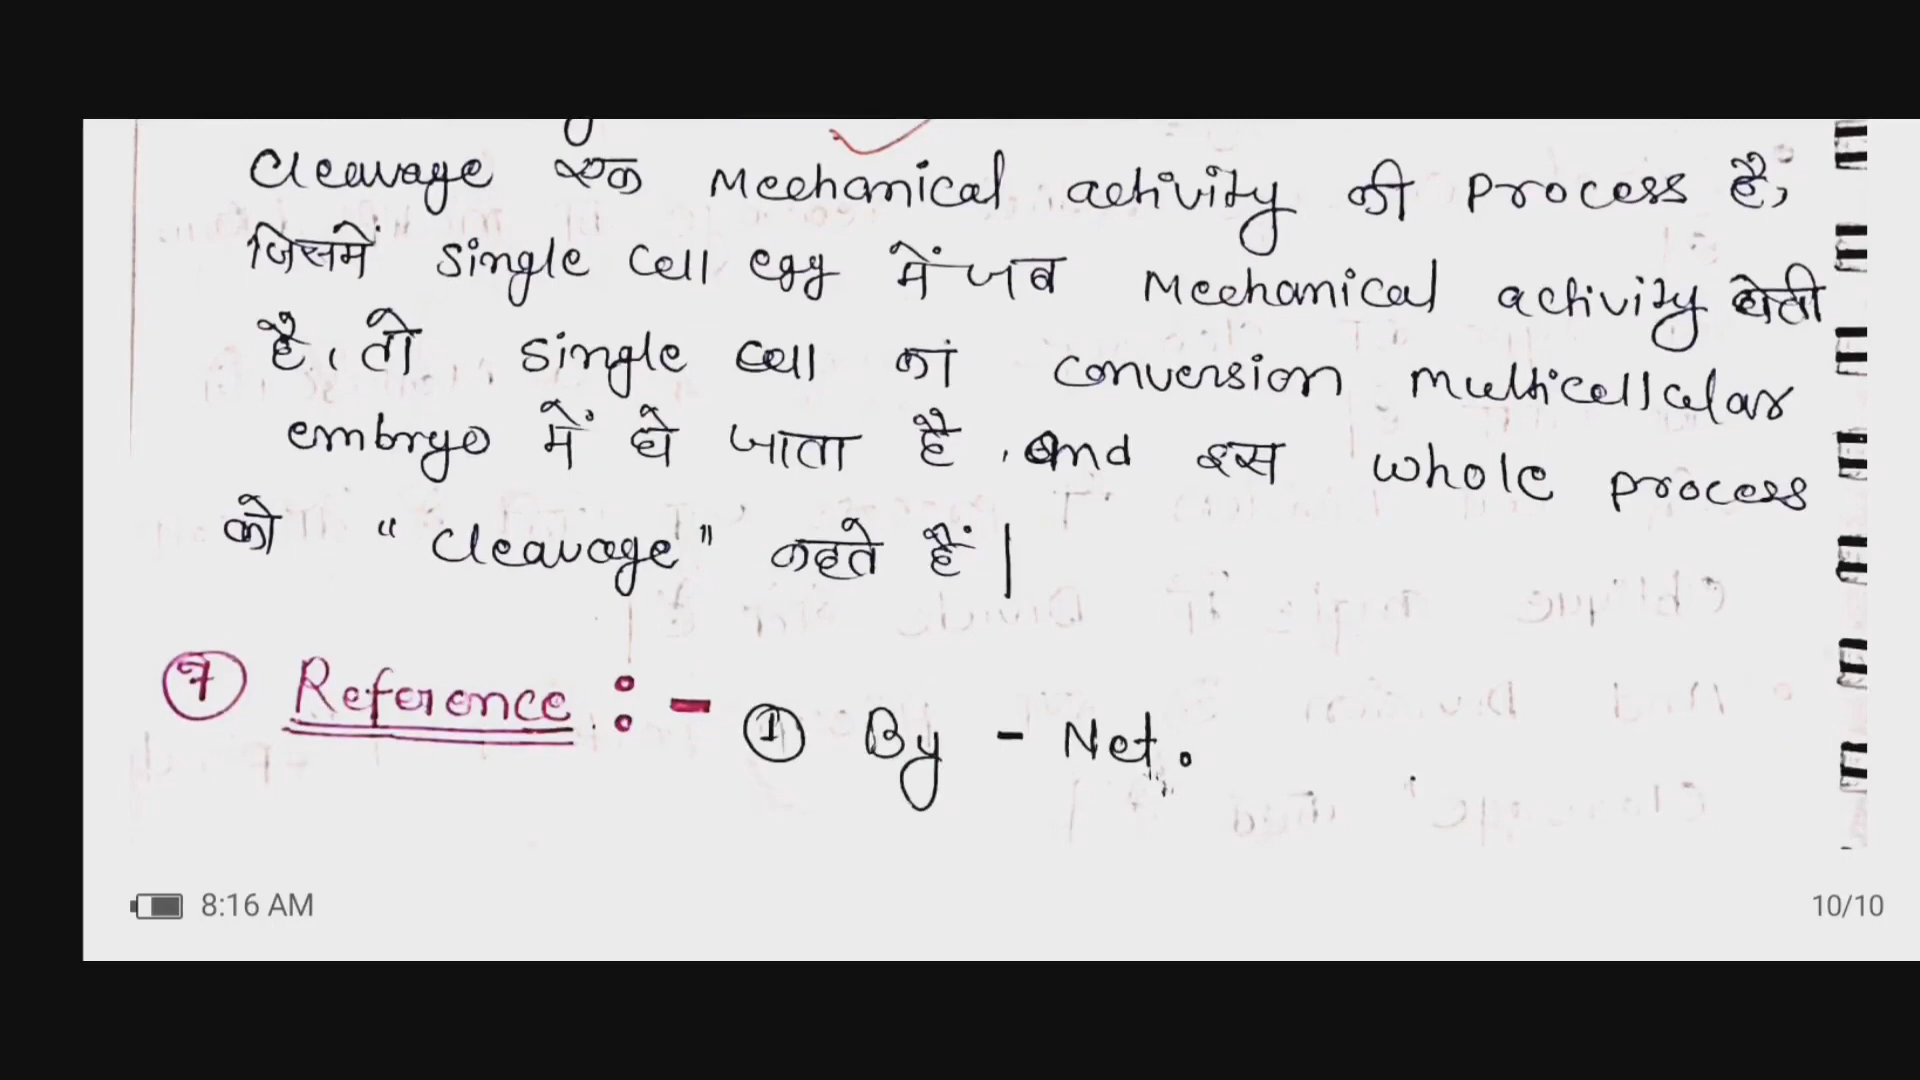 Cleavage एक Mechanical activity की process है,
जिसमें single cell egg में जब Mechanical activity होती
है, तो single cell का conversion multicellular
embryo में हो जाता है, and इस whole process
को "cleavage" कहते हैं|
7 Reference :- 1 By - Net.
8:16 AM 10/10